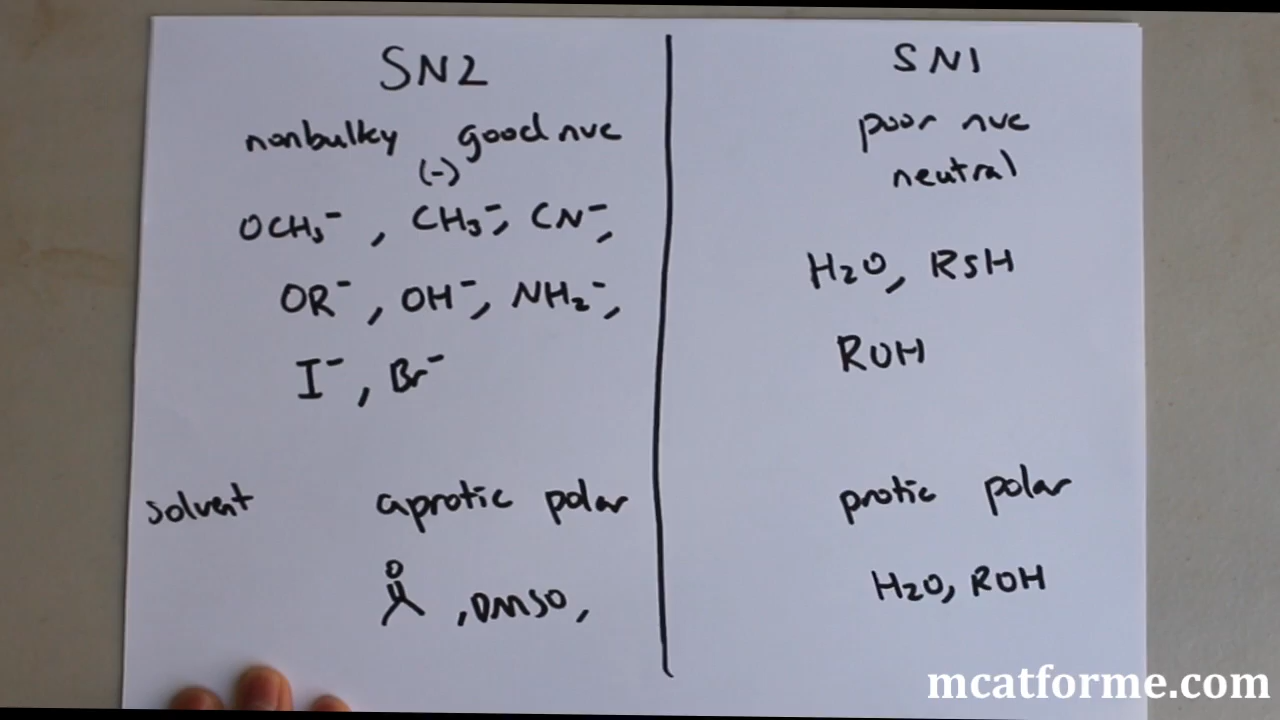 SN2
SN1
nonbulky good nuc
(-)
OCH₃⁻, CH₃⁻, CN⁻,
OR⁻, OH⁻, NH₂⁻,
I⁻, Br⁻
poor nuc
neutral
H₂O, RSH
ROH
solvent aprotic polar
O
, DMSO,
protic polar
H₂O, ROH
mcatforme.com